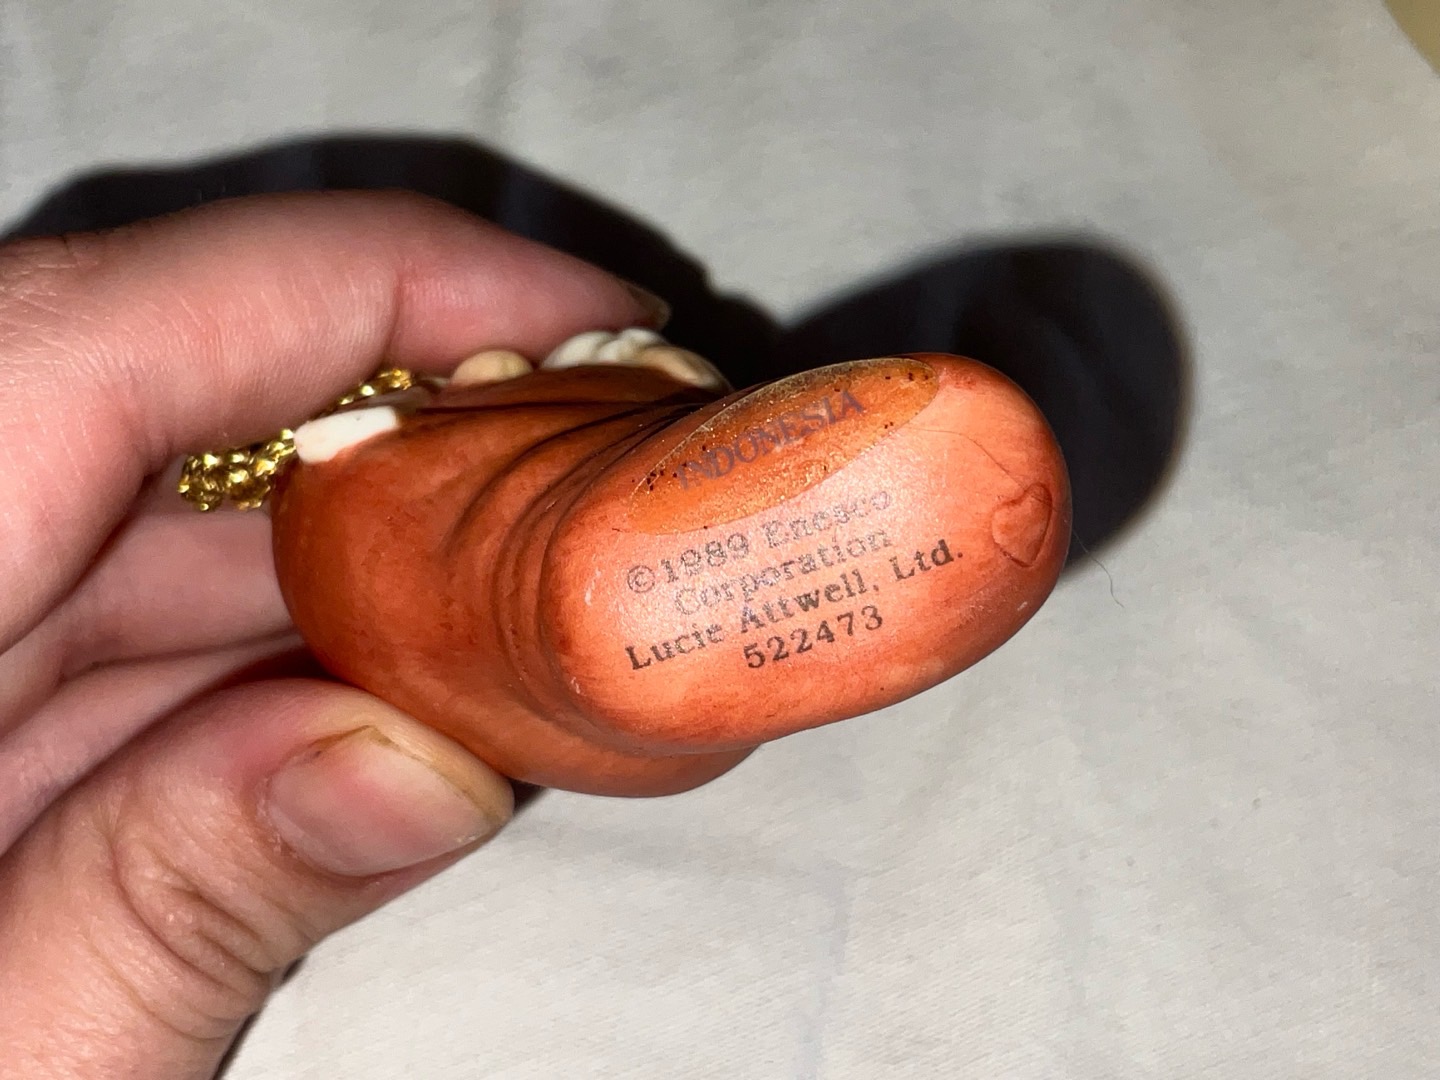 INDONESIA
©1989 Enesco
Corporation
Lucie Attwell, Ltd.
522473